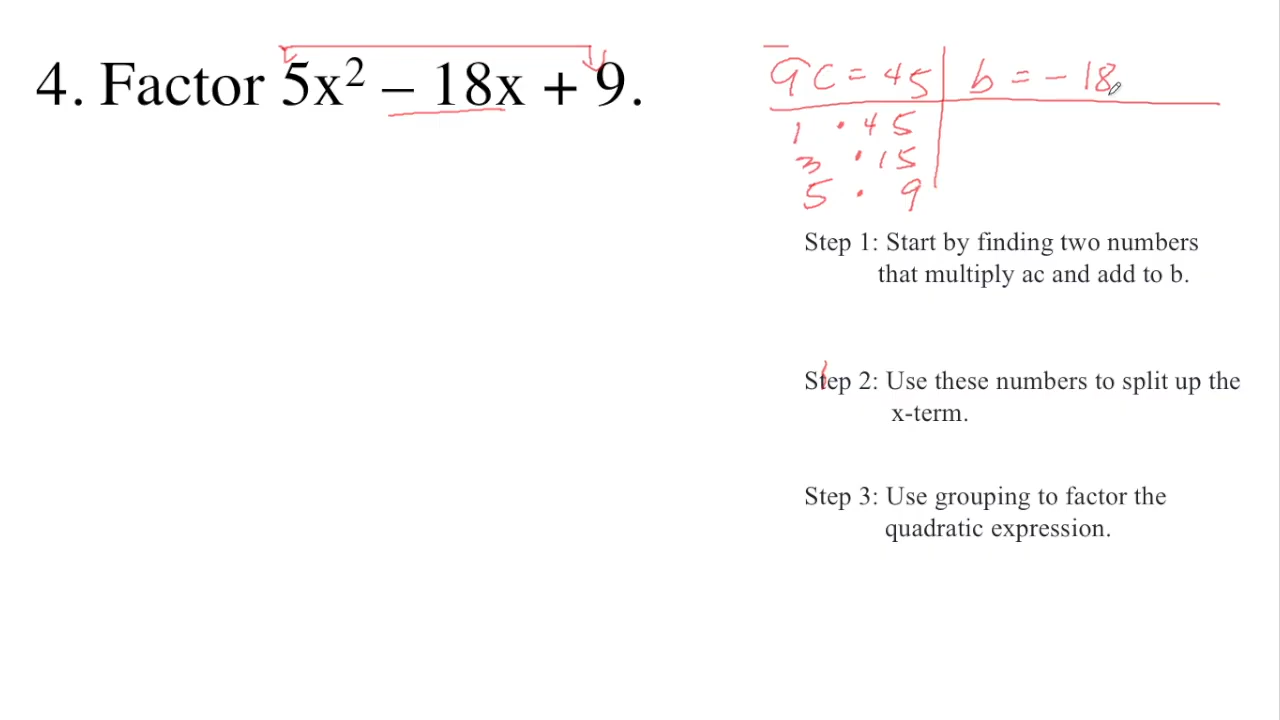 4. Factor 5x² – 18x + 9.
ac = 45 b = - 18
1 · 45
3 · 15
5 · 9
Step 1: Start by finding two numbers
that multiply ac and add to b.
Step 2: Use these numbers to split up the
x-term.
Step 3: Use grouping to factor the
quadratic expression.